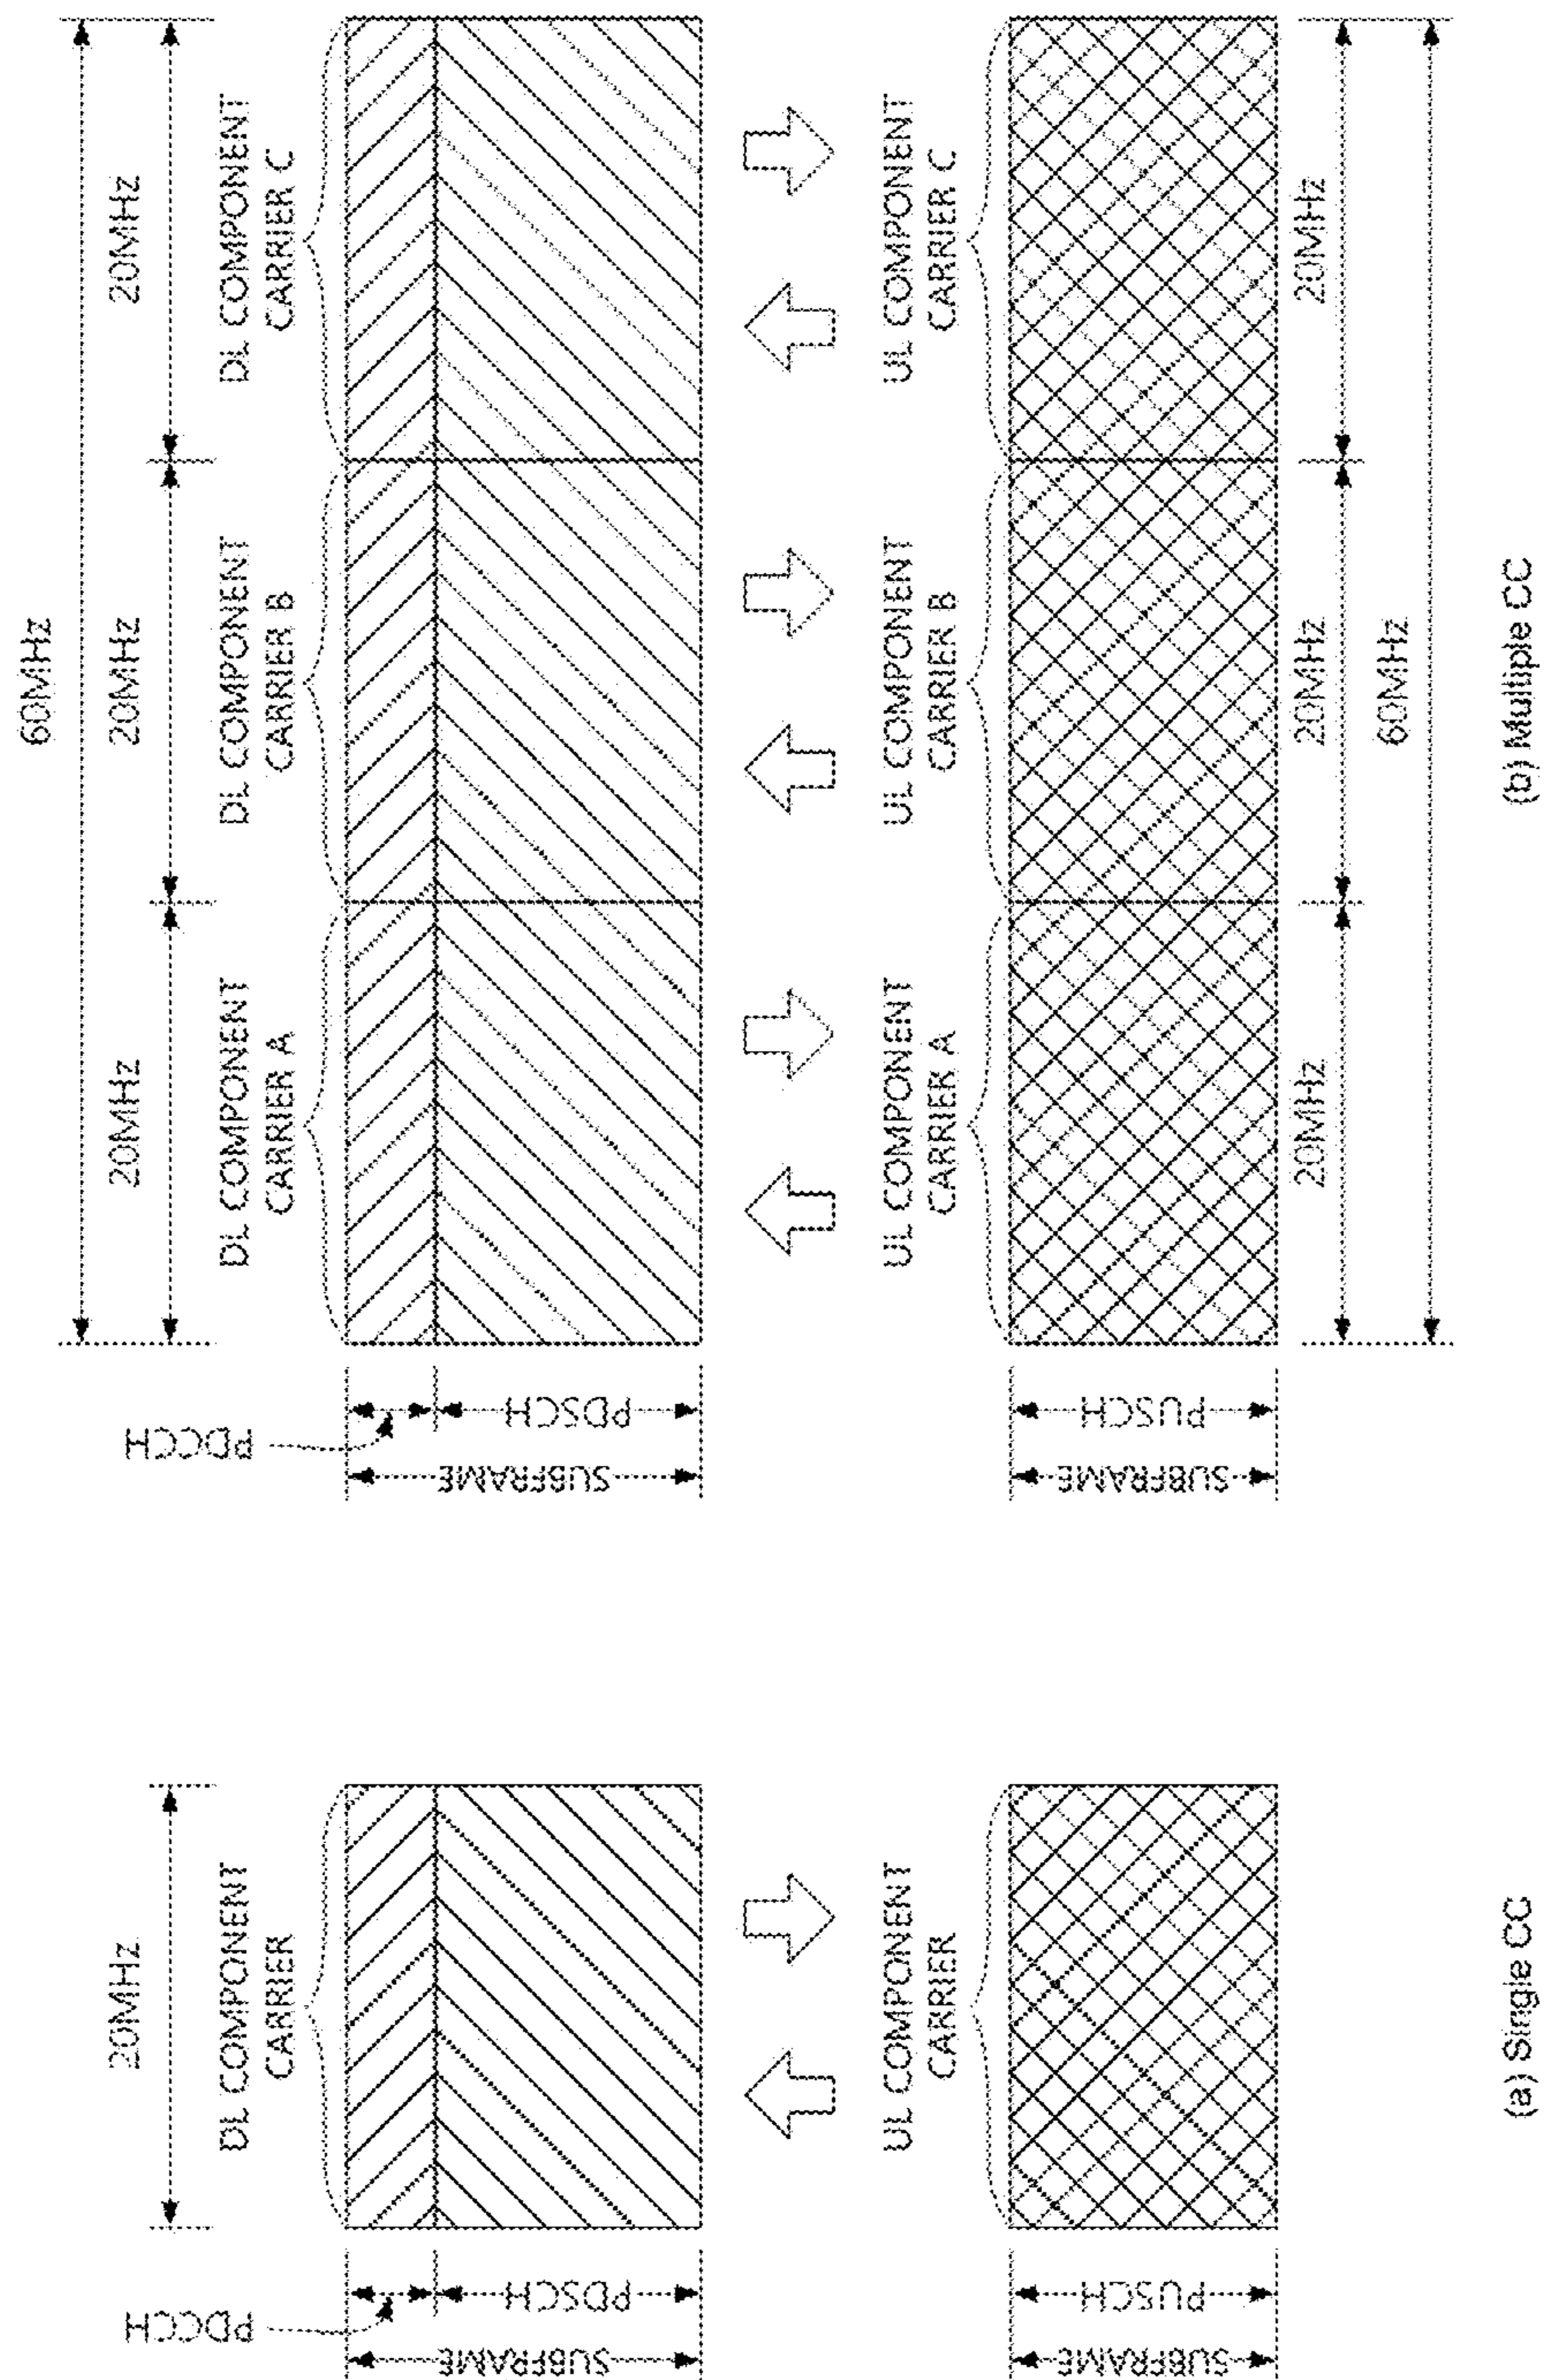 20MHz
DL COMPONENT
CARRIER
PDCCH
PDSCH
SUBFRAME
UL COMPONENT
CARRIER
PUSCH
SUBFRAME
(a) Single CC
60MHz
20MHz
20MHz
20MHz
DL COMPONENT
CARRIER A
DL COMPONENT
CARRIER B
DL COMPONENT
CARRIER C
PDCCH
PDSCH
SUBFRAME
UL COMPONENT
CARRIER A
UL COMPONENT
CARRIER B
UL COMPONENT
CARRIER C
PUSCH
SUBFRAME
20MHz
20MHz
20MHz
60MHz
(b) Multiple CC